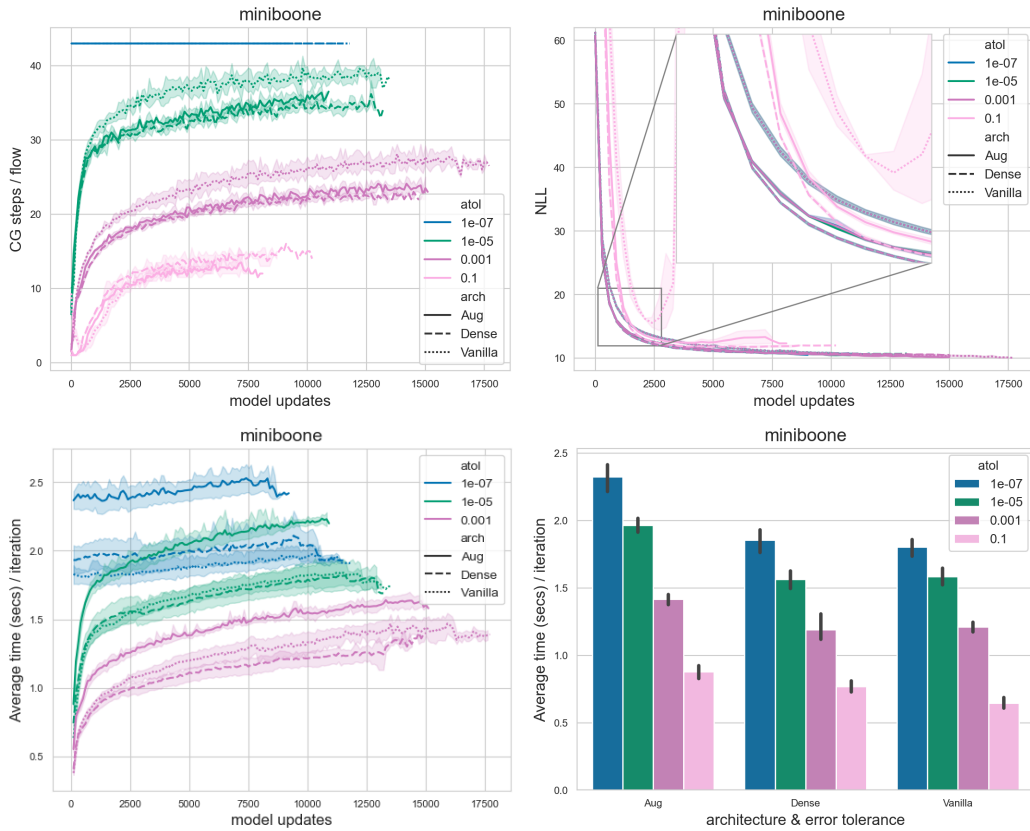 miniboone
CG steps / flow
40
30
20
10
0
0 2500 5000 7500 10000 12500 15000 17500
model updates
atol
1e-07
1e-05
0.001
0.1
arch
Aug
Dense
Vanilla
miniboone
NLL
60
50
40
30
20
10
0 2500 5000 7500 10000 12500 15000 17500
model updates
atol
1e-07
1e-05
0.001
0.1
arch
Aug
Dense
Vanilla
miniboone
Average time (secs) / iteration
2.5
2.0
1.5
1.0
0.5
0 2500 5000 7500 10000 12500 15000 17500
model updates
atol
1e-07
1e-05
0.001
arch
Aug
Dense
Vanilla
miniboone
Average time (secs) / iteration
2.5
2.0
1.5
1.0
0.5
0.0
Aug Dense Vanilla
architecture & error tolerance
atol
1e-07
1e-05
0.001
0.1